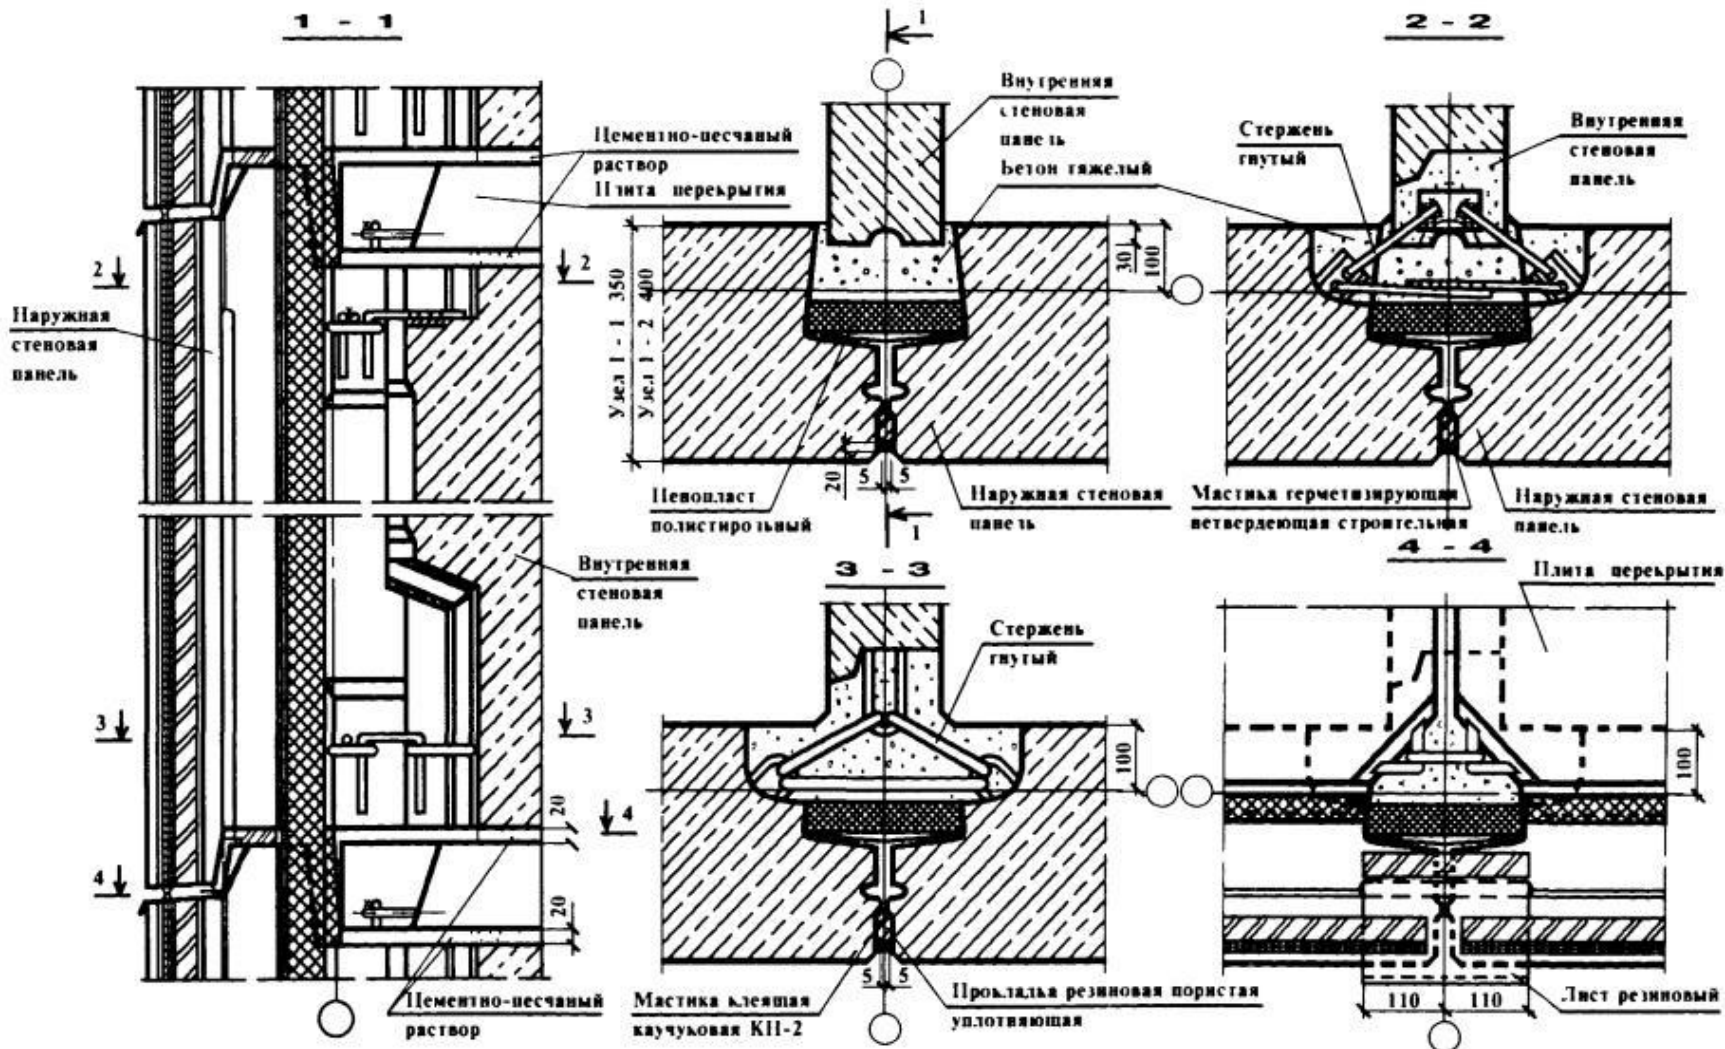 1 - 1
Цементно-песчаный
раствор
Плита перекрытия
2
2
Наружная
стеновая
панель
Внутренняя
стеновая
панель
3
3
20
4
4
20
Цементно-песчаный
раствор
1
Внутренняя
стеновая
панель
Бетон тяжелый
Узел 1 - 1 350
Узел 1 - 2 400
30
100
20
5
5
Пенопласт
полистирольный
Наружная стеновая
панель
1
2 - 2
Стержень
гнутый
Внутренняя
стеновая
панель
Мастика герметизирующая
нетвердеющая строительная
Наружная стеновая
панель
3 - 3
Стержень
гнутый
100
5
5
Мастика клеящая
каучуковая КН-2
Прокладка резиновая пористая
уплотняющая
4 - 4
Плита перекрытия
100
110
110
Лист резиновый